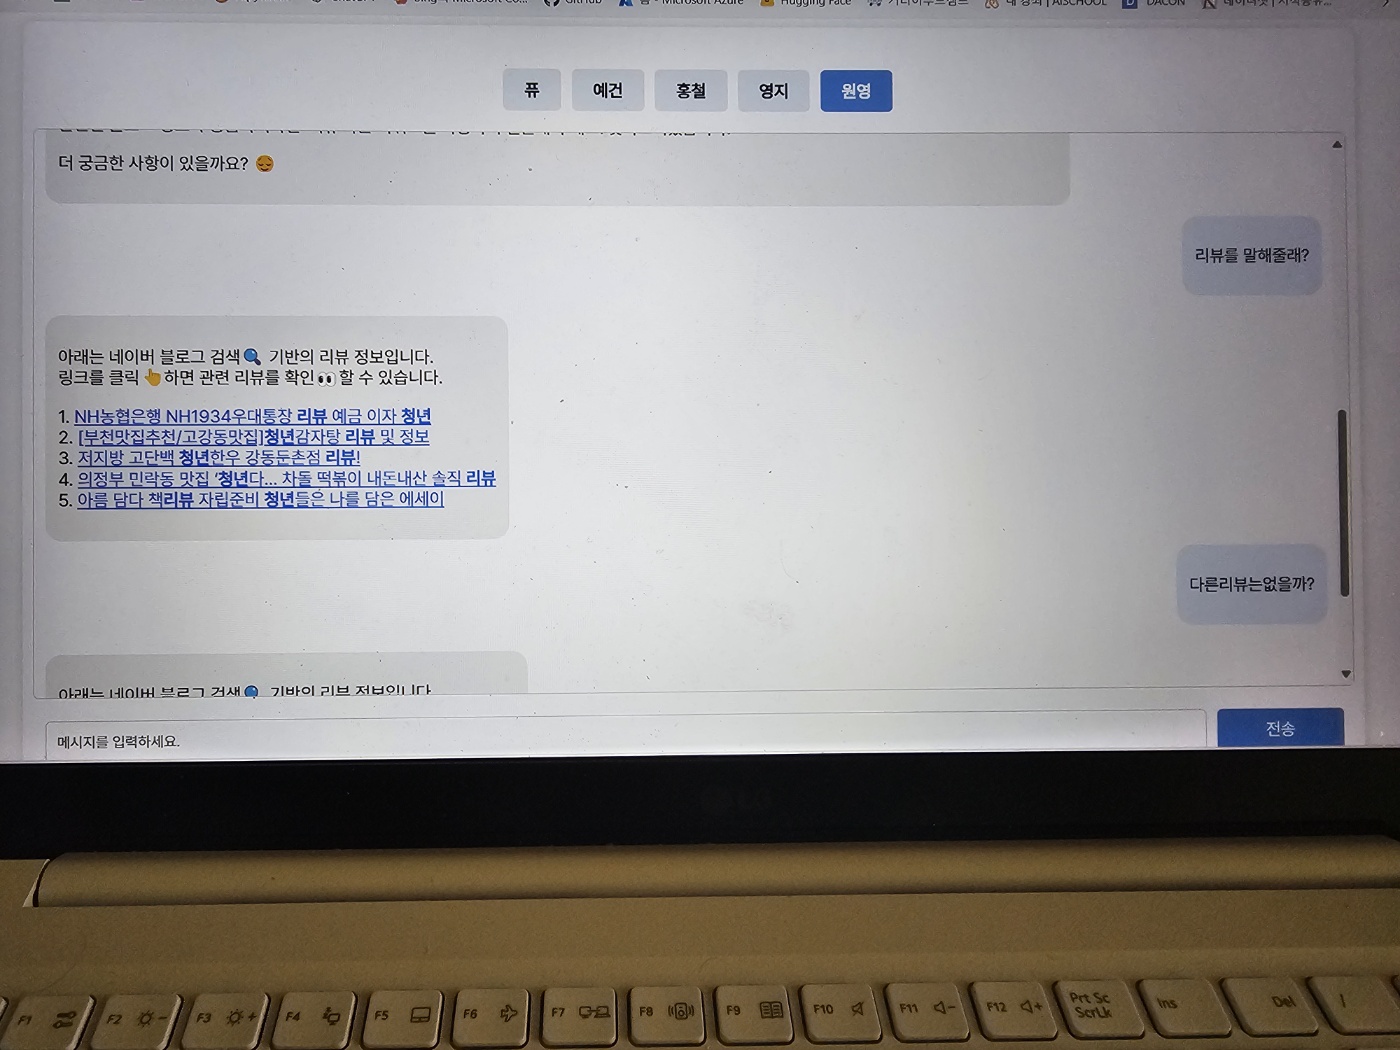 GitHub
Microsoft Azure
Hugging Face
DACON
퓨
예건
홍철
영지
원영
더 궁금한 사항이 있을까요? 😌
리뷰를 말해줄래?
아래는 네이버 블로그 검색🔍 기반의 리뷰 정보입니다.
링크를 클릭👆하면 관련 리뷰를 확인👀할 수 있습니다.
1. NH농협은행 NH1934우대통장 리뷰 예금 이자 청년
2. [부천맛집추천/고강동맛집]청년감자탕 리뷰 및 정보
3. 저지방 고단백 청년한우 강동둔촌점 리뷰!
4. 의정부 민락동 맛집 '청년다... 차돌 떡볶이 내돈내산 솔직 리뷰
5. 아름 담다 책리뷰 자립준비 청년들은 나를 담은 에세이
다른리뷰는없을까?
아래는 네이버 블로그 검색🔍 기반의 리뷰 정보입니다
메시지를 입력하세요.
전송
LG
F1
F2
F3
F4
F5
F6
F7
F8
F9
F10
F11
F12
Prt Sc
ScrLk
Ins
Del